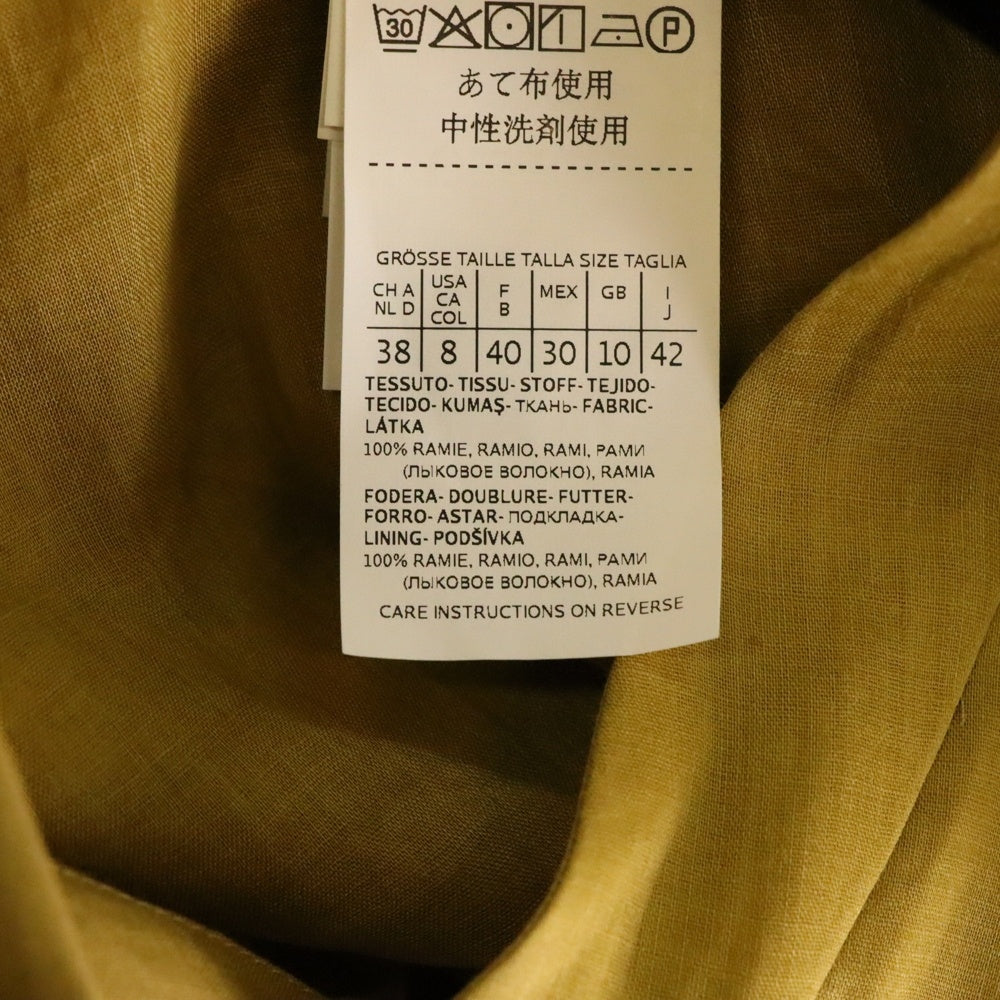 30 P
あて布使用
中性洗剤使用
GRÖSSE TAILLE TALLA SIZE TAGLIA
CH A NL D USA CA COL F B MEX GB I J
38 8 40 30 10 42
TESSUTO- TISSU- STOFF- TEJIDO-
TECIDO- KUMAŞ- ТКАНЬ- FABRIC-
LÁTKA
100% RAMIE, RAMIO, RAMI, РАМИ
(ЛЫКОВОЕ ВОЛОКНО), RAMIA
FODERA- DOUBLURE- FUTTER-
FORRO- ASTAR- ПОДКЛАДКА-
LINING- PODŠÍVKA
100% RAMIE, RAMIO, RAMI, РАМИ
(ЛЫКОВОЕ ВОЛОКНО), RAMIA
CARE INSTRUCTIONS ON REVERSE